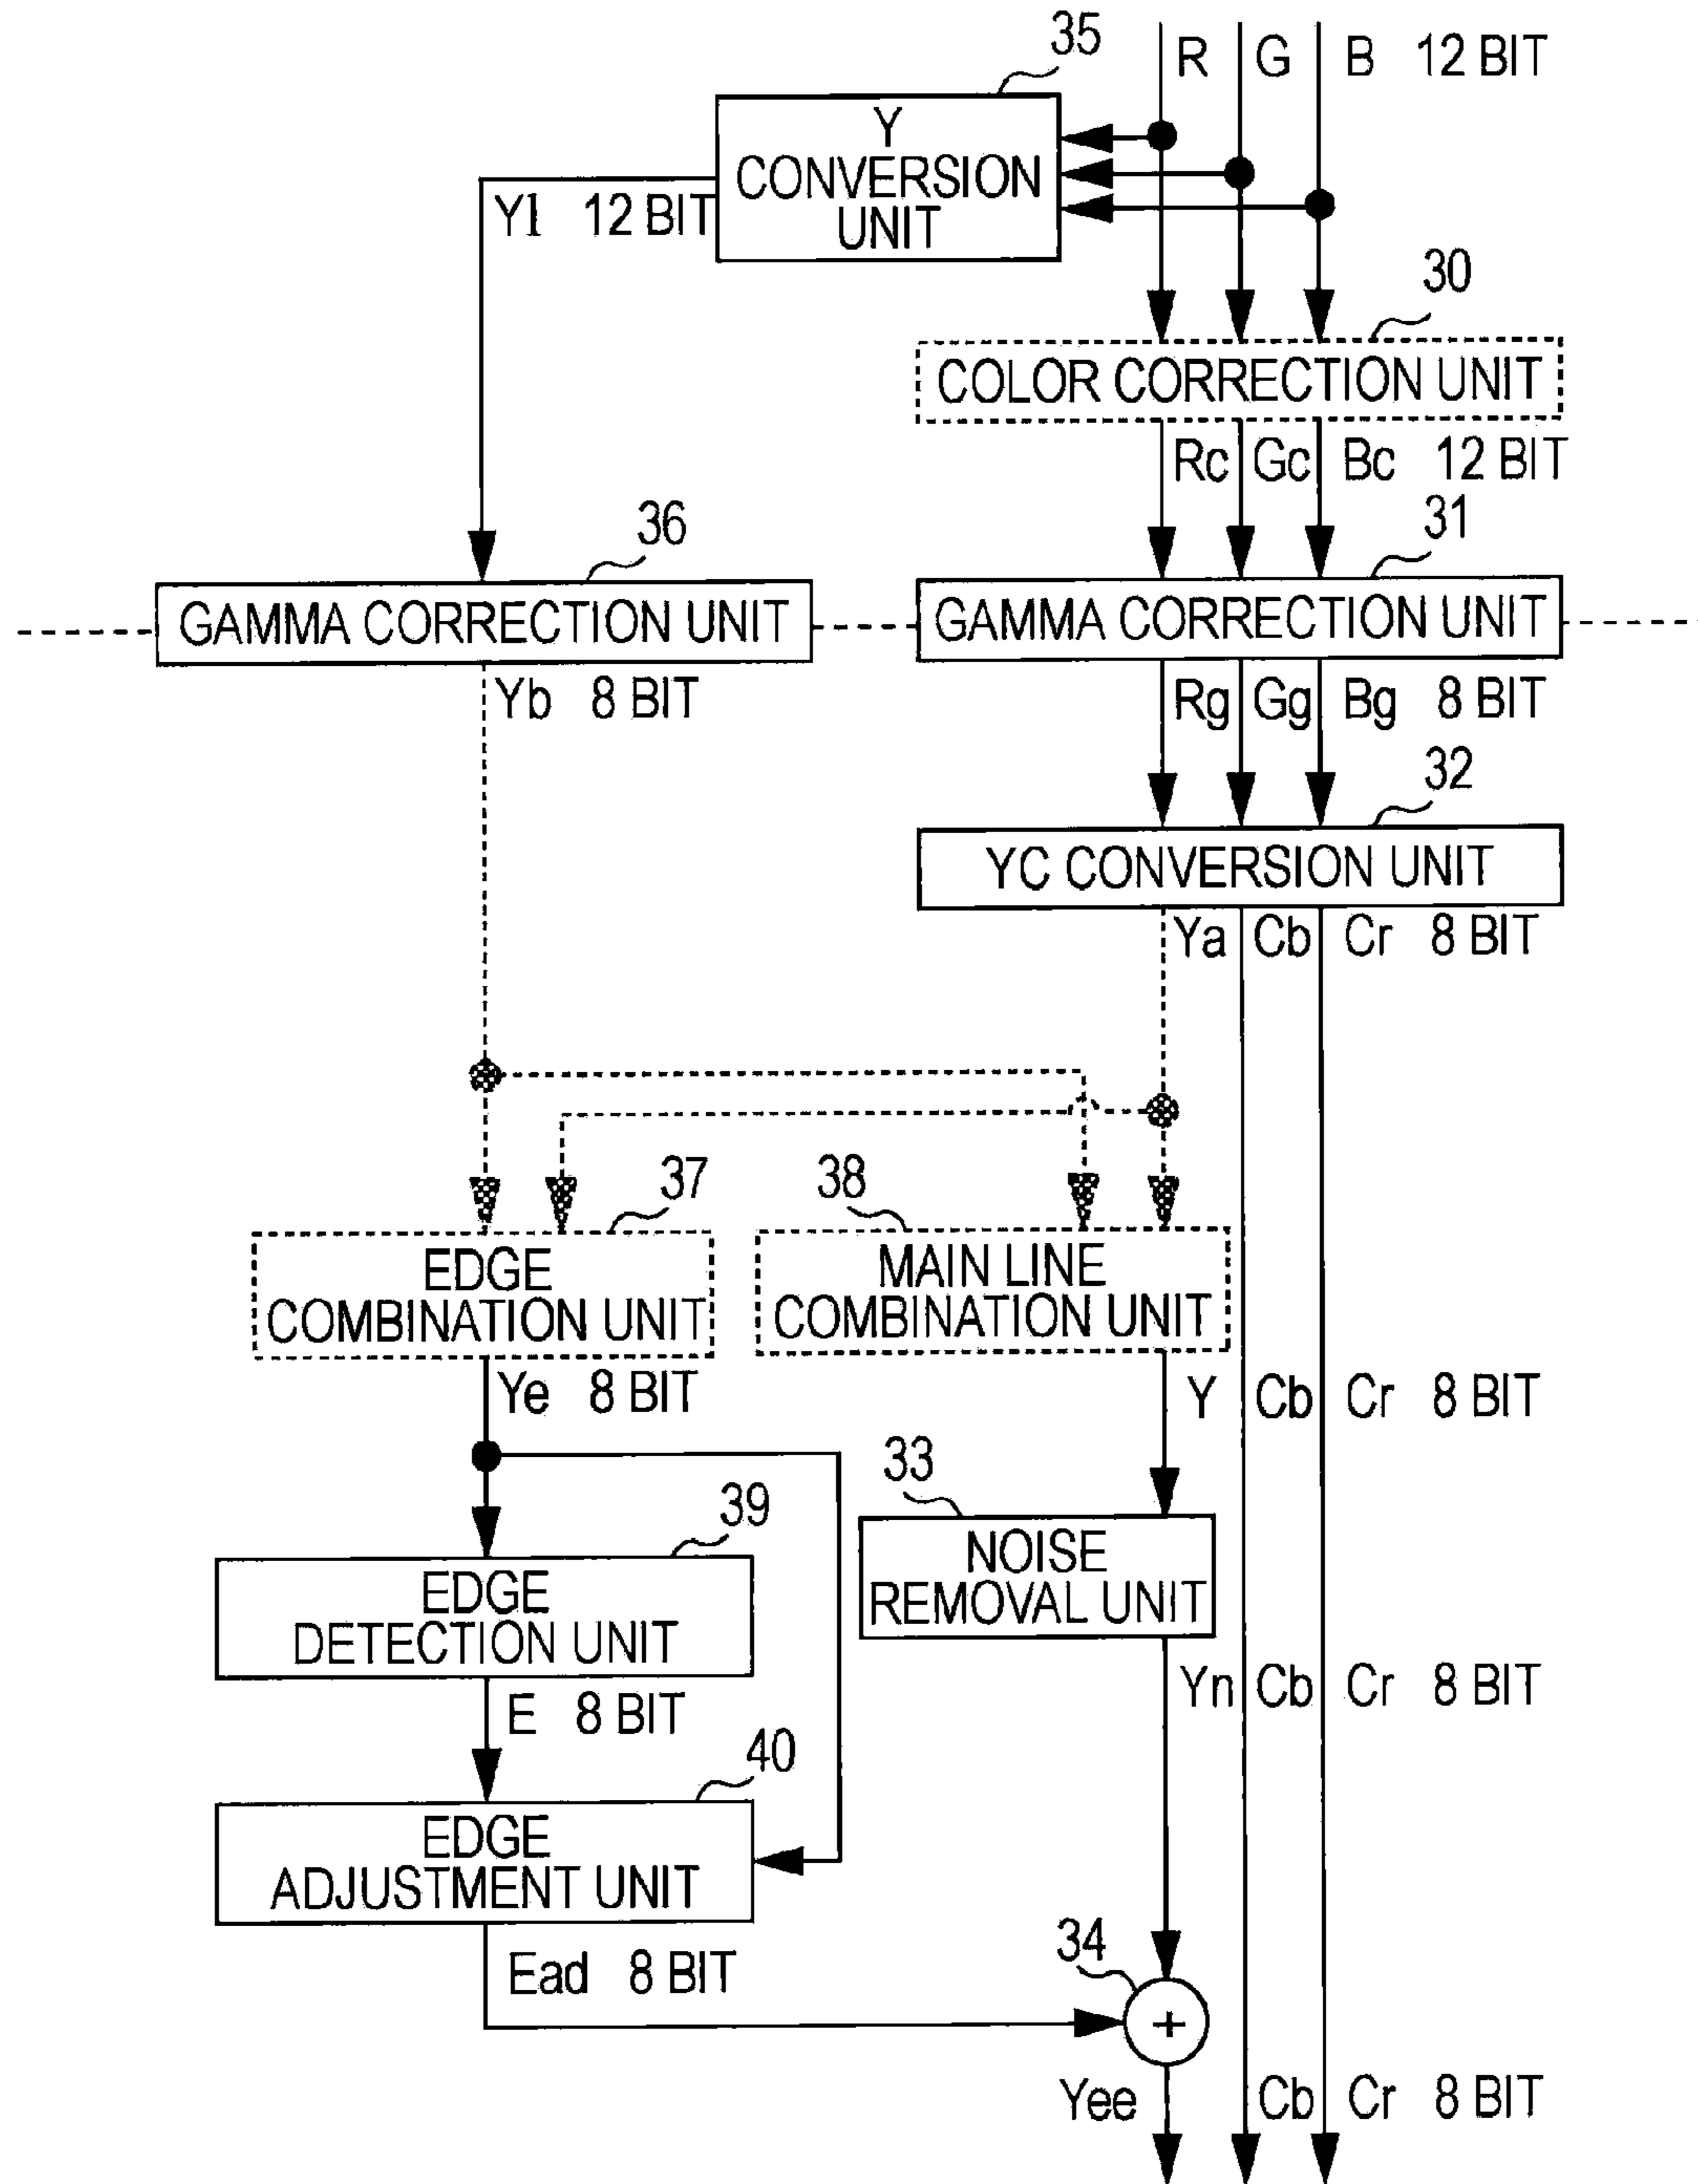 35
R G B 12 BIT
Y
CONVERSION
UNIT
Yl 12 BIT
30
COLOR CORRECTION UNIT
Rc Gc Bc 12 BIT
36
31
GAMMA CORRECTION UNIT
GAMMA CORRECTION UNIT
Yb 8 BIT
Rg Gg Bg 8 BIT
32
YC CONVERSION UNIT
Ya Cb Cr 8 BIT
37
38
EDGE
COMBINATION UNIT
MAIN LINE
COMBINATION UNIT
Ye 8 BIT
Y Cb Cr 8 BIT
33
39
NOISE
REMOVAL UNIT
EDGE
DETECTION UNIT
E 8 BIT
Yn Cb Cr 8 BIT
40
EDGE
ADJUSTMENT UNIT
Ead 8 BIT
34
+
Yee Cb Cr 8 BIT